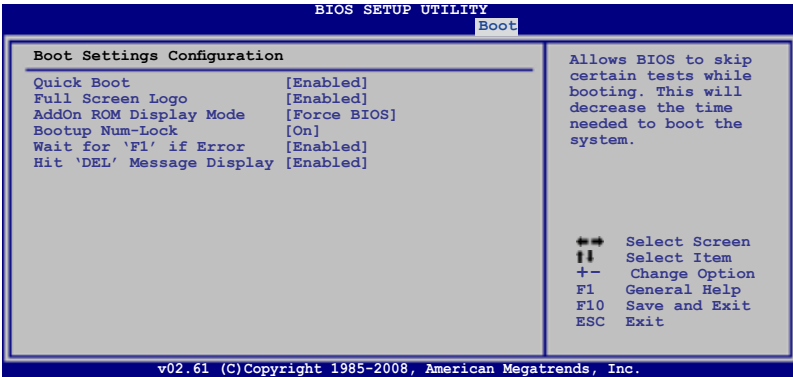 BIOS SETUP UTILITY
Boot
Boot Settings Configuration
Quick Boot [Enabled]
Full Screen Logo [Enabled]
AddOn ROM Display Mode [Force BIOS]
Bootup Num-Lock [On]
Wait for ‘F1’ if Error [Enabled]
Hit ‘DEL’ Message Display [Enabled]
Allows BIOS to skip
certain tests while
booting. This will
decrease the time
needed to boot the
system.
←→ Select Screen
↑↓ Select Item
+- Change Option
F1 General Help
F10 Save and Exit
ESC Exit
v02.61 (C)Copyright 1985-2008, American Megatrends, Inc.